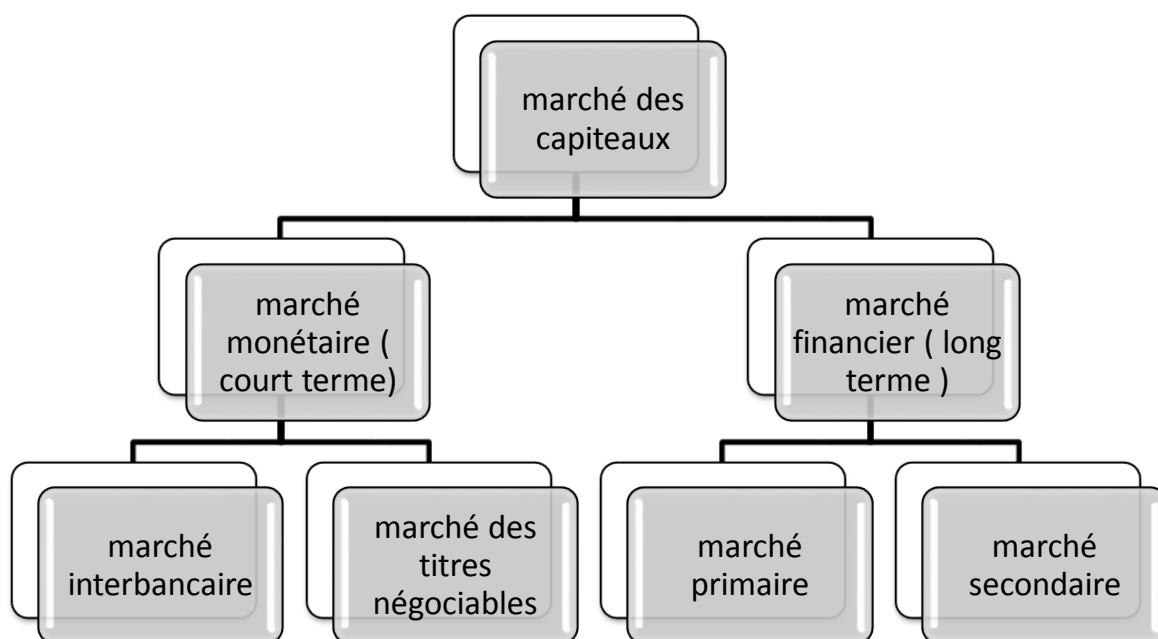 marché des
capiteaux
marché
monétaire (
court terme)
marché
financier ( long
terme )
marché
interbancaire
marché des
titres
négociables
marché
primaire
marché
secondaire